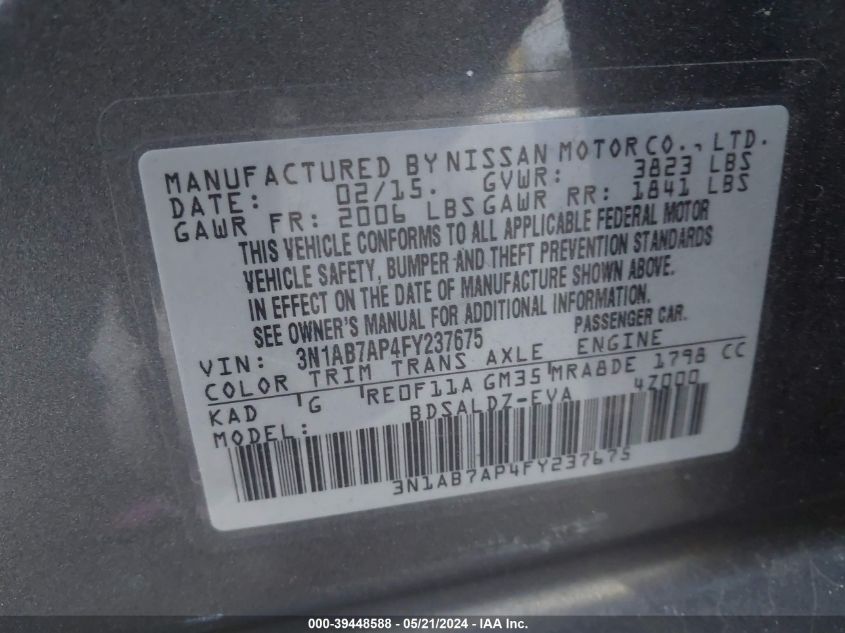 MANUFACTURED BY NISSAN MOTOR CO., LTD.
DATE: 02/15. GVWR: 3823 LBS
GAWR FR: 2006 LBS GAWR RR: 1841 LBS
THIS VEHICLE CONFORMS TO ALL APPLICABLE FEDERAL MOTOR
VEHICLE SAFETY, BUMPER AND THEFT PREVENTION STANDARDS
IN EFFECT ON THE DATE OF MANUFACTURE SHOWN ABOVE.
SEE OWNER'S MANUAL FOR ADDITIONAL INFORMATION.
VIN: 3N1AB7AP4FY237675 PASSENGER CAR.
COLOR TRIM TRANS AXLE ENGINE
KAD G RE0F11A GM35 MRA8DE 1798 CC
MODEL: BDSALDZ-EVA 4Z000
3N1AB7AP4FY237675
000-39448588 - 05/21/2024 - IAA Inc.